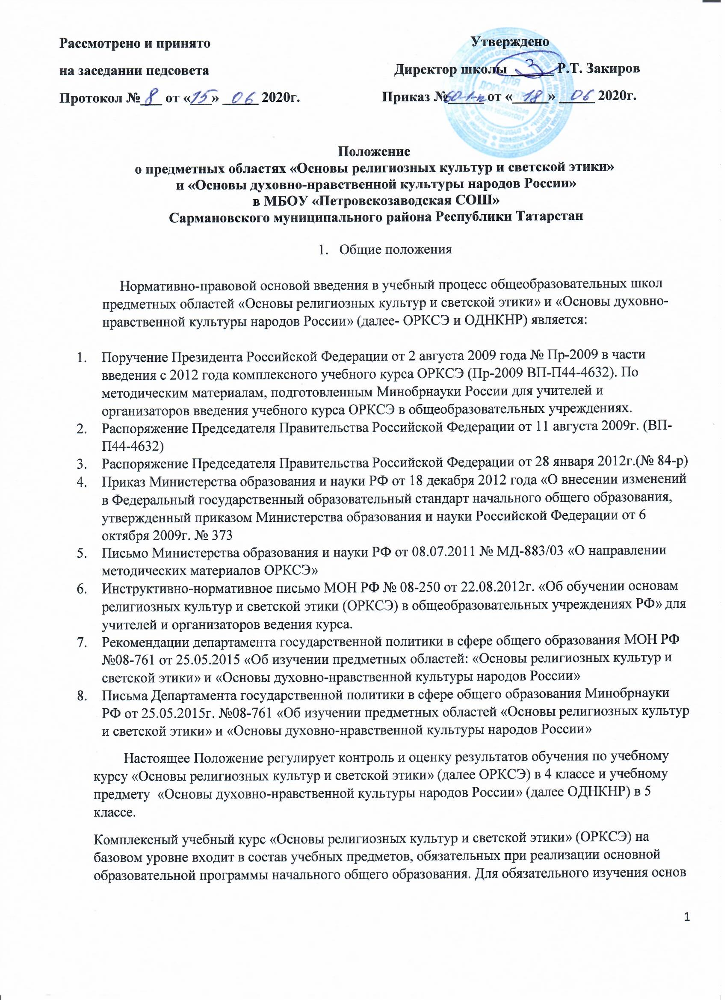 Рассмотрено и принято
Утверждено
на заседании педсовета
Директор школы ______ Р.Т. Закиров
Протокол № 8 от «15» 06 2020г.
Приказ № 60-1-п от « 18 » 06 2020г.
ДЛЯ
ДОКУМЕНТОВ
Положение
о предметных областях «Основы религиозных культур и светской этики»
и «Основы духовно-нравственной культуры народов России»
в МБОУ «Петровскозаводская СОШ»
Сармановского муниципального района Республики Татарстан
1. Общие положения
Нормативно-правовой основой введения в учебный процесс общеобразовательных школ
предметных областей «Основы религиозных культур и светской этики» и «Основы духовно-
нравственной культуры народов России» (далее- ОРКСЭ и ОДНКНР) является:
1. Поручение Президента Российской Федерации от 2 августа 2009 года № Пр-2009 в части
введения с 2012 года комплексного учебного курса ОРКСЭ (Пр-2009 ВП-П44-4632). По
методическим материалам, подготовленным Минобрнауки России для учителей и
организаторов введения учебного курса ОРКСЭ в общеобразовательных учреждениях.
2. Распоряжение Председателя Правительства Российской Федерации от 11 августа 2009г. (ВП-
П44-4632)
3. Распоряжение Председателя Правительства Российской Федерации от 28 января 2012г.(№ 84-р)
4. Приказ Министерства образования и науки РФ от 18 декабря 2012 года «О внесении изменений
в Федеральный государственный образовательный стандарт начального общего образования,
утвержденный приказом Министерства образования и науки Российской Федерации от 6
октября 2009г. № 373
5. Письмо Министерства образования и науки РФ от 08.07.2011 № МД-883/03 «О направлении
методических материалов ОРКСЭ»
6. Инструктивно-нормативное письмо МОН РФ № 08-250 от 22.08.2012г. «Об обучении основам
религиозных культур и светской этики (ОРКСЭ) в общеобразовательных учреждениях РФ» для
учителей и организаторов ведения курса.
7. Рекомендации департамента государственной политики в сфере общего образования МОН РФ
№08-761 от 25.05.2015 «Об изучении предметных областей: «Основы религиозных культур и
светской этики» и «Основы духовно-нравственной культуры народов России»
8. Письма Департамента государственной политики в сфере общего образования Минобрнауки
РФ от 25.05.2015г. №08-761 «Об изучении предметных областей «Основы религиозных культур
и светской этики» и «Основы духовно-нравственной культуры народов России»
Настоящее Положение регулирует контроль и оценку результатов обучения по учебному
курсу «Основы религиозных культур и светской этики» (далее ОРКСЭ) в 4 классе и учебному
предмету «Основы духовно-нравственной культуры народов России» (далее ОДНКНР) в 5
классе.
Комплексный учебный курс «Основы религиозных культур и светской этики» (ОРКСЭ) на
базовом уровне входит в состав учебных предметов, обязательных при реализации основной
образовательной программы начального общего образования. Для обязательного изучения основ
1